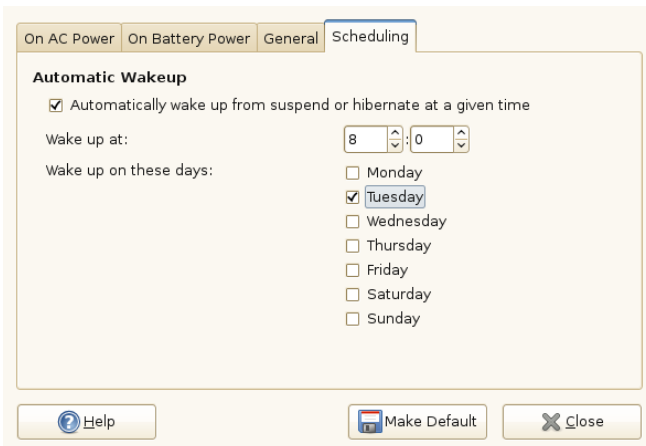 On AC Power On Battery Power General Scheduling
Automatic Wakeup
Automatically wake up from suspend or hibernate at a given time
Wake up at: 8 : 0
Wake up on these days: Monday
Tuesday
Wednesday
Thursday
Friday
Saturday
Sunday
Help Make Default Close